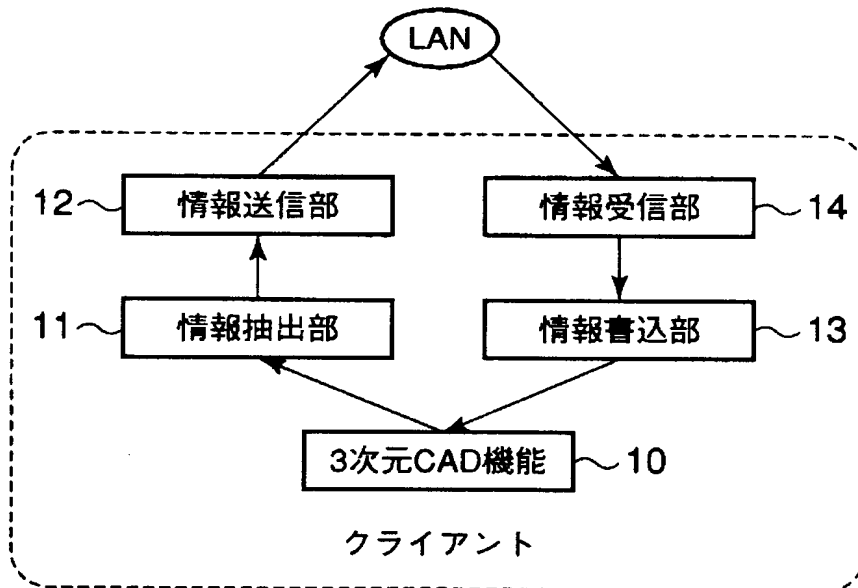 LAN
12 情報送信部
情報受信部 14
11 情報抽出部
情報書込部 13
3次元CAD機能 10
クライアント